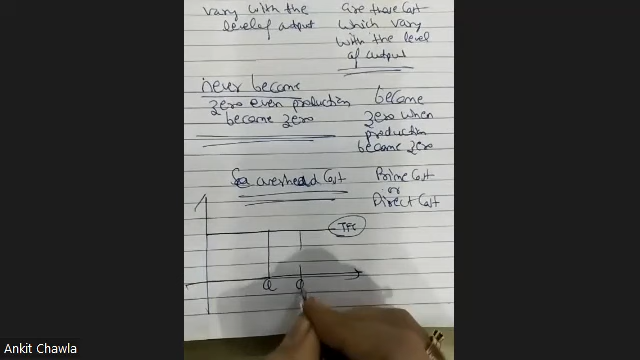 vary with the
level of output
are those Cost
which vary
with the level
of output
never become
zero even production
become zero
become
zero when
production
become zero
overhead Cost
Prime Cost
or
Direct Cost
TFC
Q
Q
Ankit Chawla